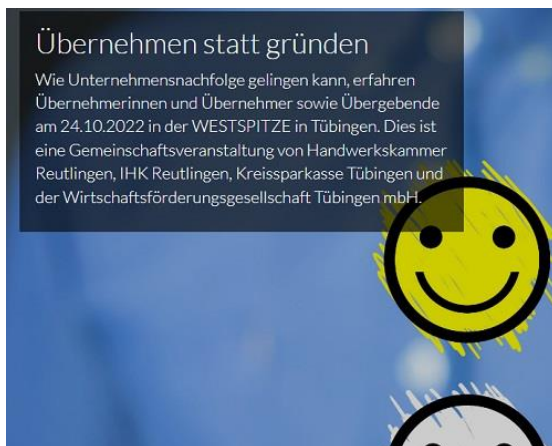 Übernehmen statt gründen
Wie Unternehmensnachfolge gelingen kann, erfahren
Übernehmerinnen und Übernehmer sowie Übergebende
am 24.10.2022 in der WESTSPITZE in Tübingen. Dies ist
eine Gemeinschaftsveranstaltung von Handwerkskammer
Reutlingen, IHK Reutlingen, Kreissparkasse Tübingen und
der Wirtschaftsförderungsgesellschaft Tübingen mbH.